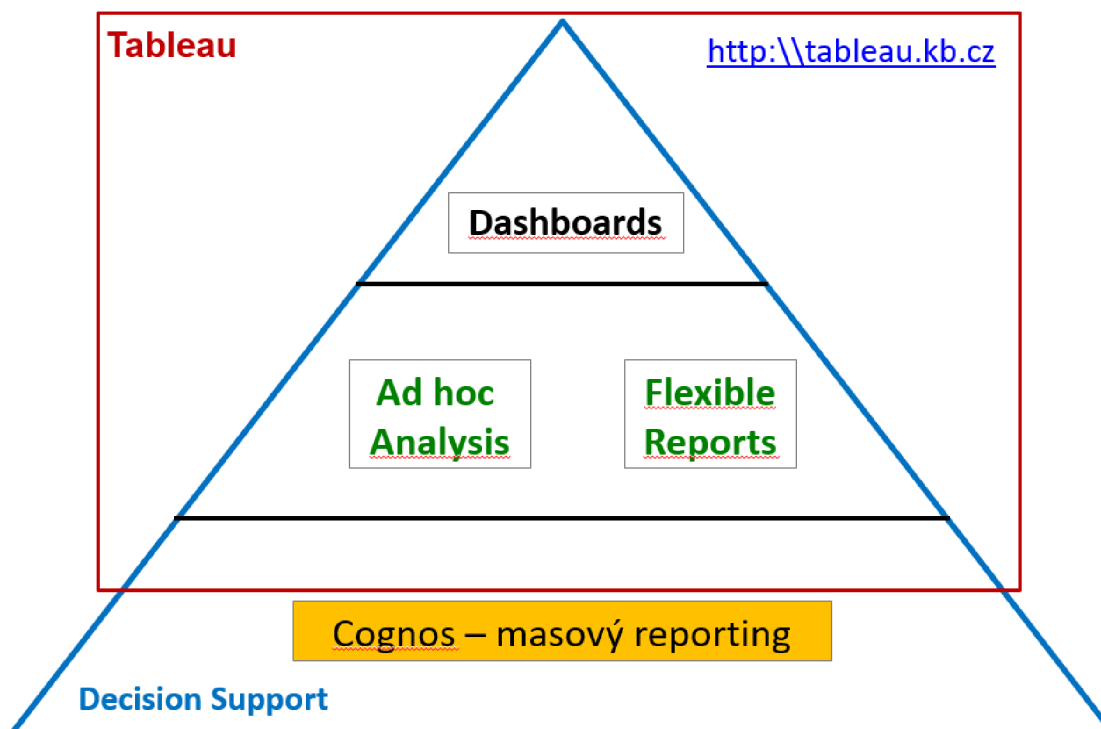 Tableau
http:\\tableau.kb.cz
Dashboards
Ad hoc
Analysis
Flexible
Reports
Cognos – masový reporting
Decision Support